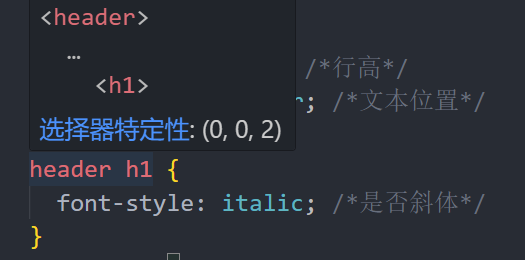 <header>
…
<h1>
/*行高*/
; /*文本位置*/
选择器特定性: (0, 0, 2)
header h1 {
font-style: italic; /*是否斜体*/
}